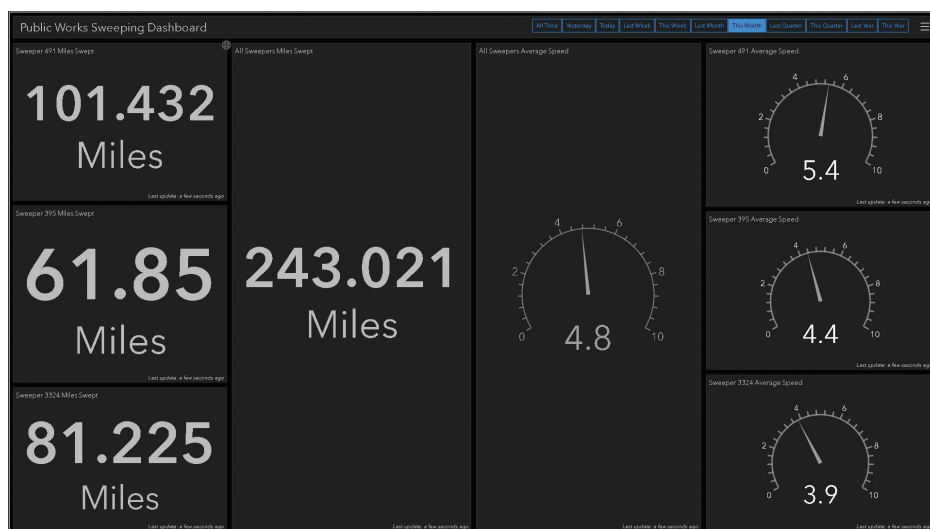 Public Works Sweeping Dashboard
All Time Yesterday Today Last Week This Week Last Month This Month Last Quarter This Quarter Last Year This Year
Sweeper 491 Miles Swept
101.432
Miles
Last update: a few seconds ago
Sweeper 395 Miles Swept
61.85
Miles
Last update: a few seconds ago
Sweeper 3324 Miles Swept
81.225
Miles
Last update: a few seconds ago
All Sweepers Miles Swept
243.021
Miles
Last update: a few seconds ago
All Sweepers Average Speed
0 2 4 6 8 10
4.8
Last update: a few seconds ago
Sweeper 491 Average Speed
0 2 4 6 8 10
5.4
Last update: a few seconds ago
Sweeper 395 Average Speed
0 2 4 6 8 10
4.4
Last update: a few seconds ago
Sweeper 3324 Average Speed
0 2 4 6 8 10
3.9
Last update: a few seconds ago